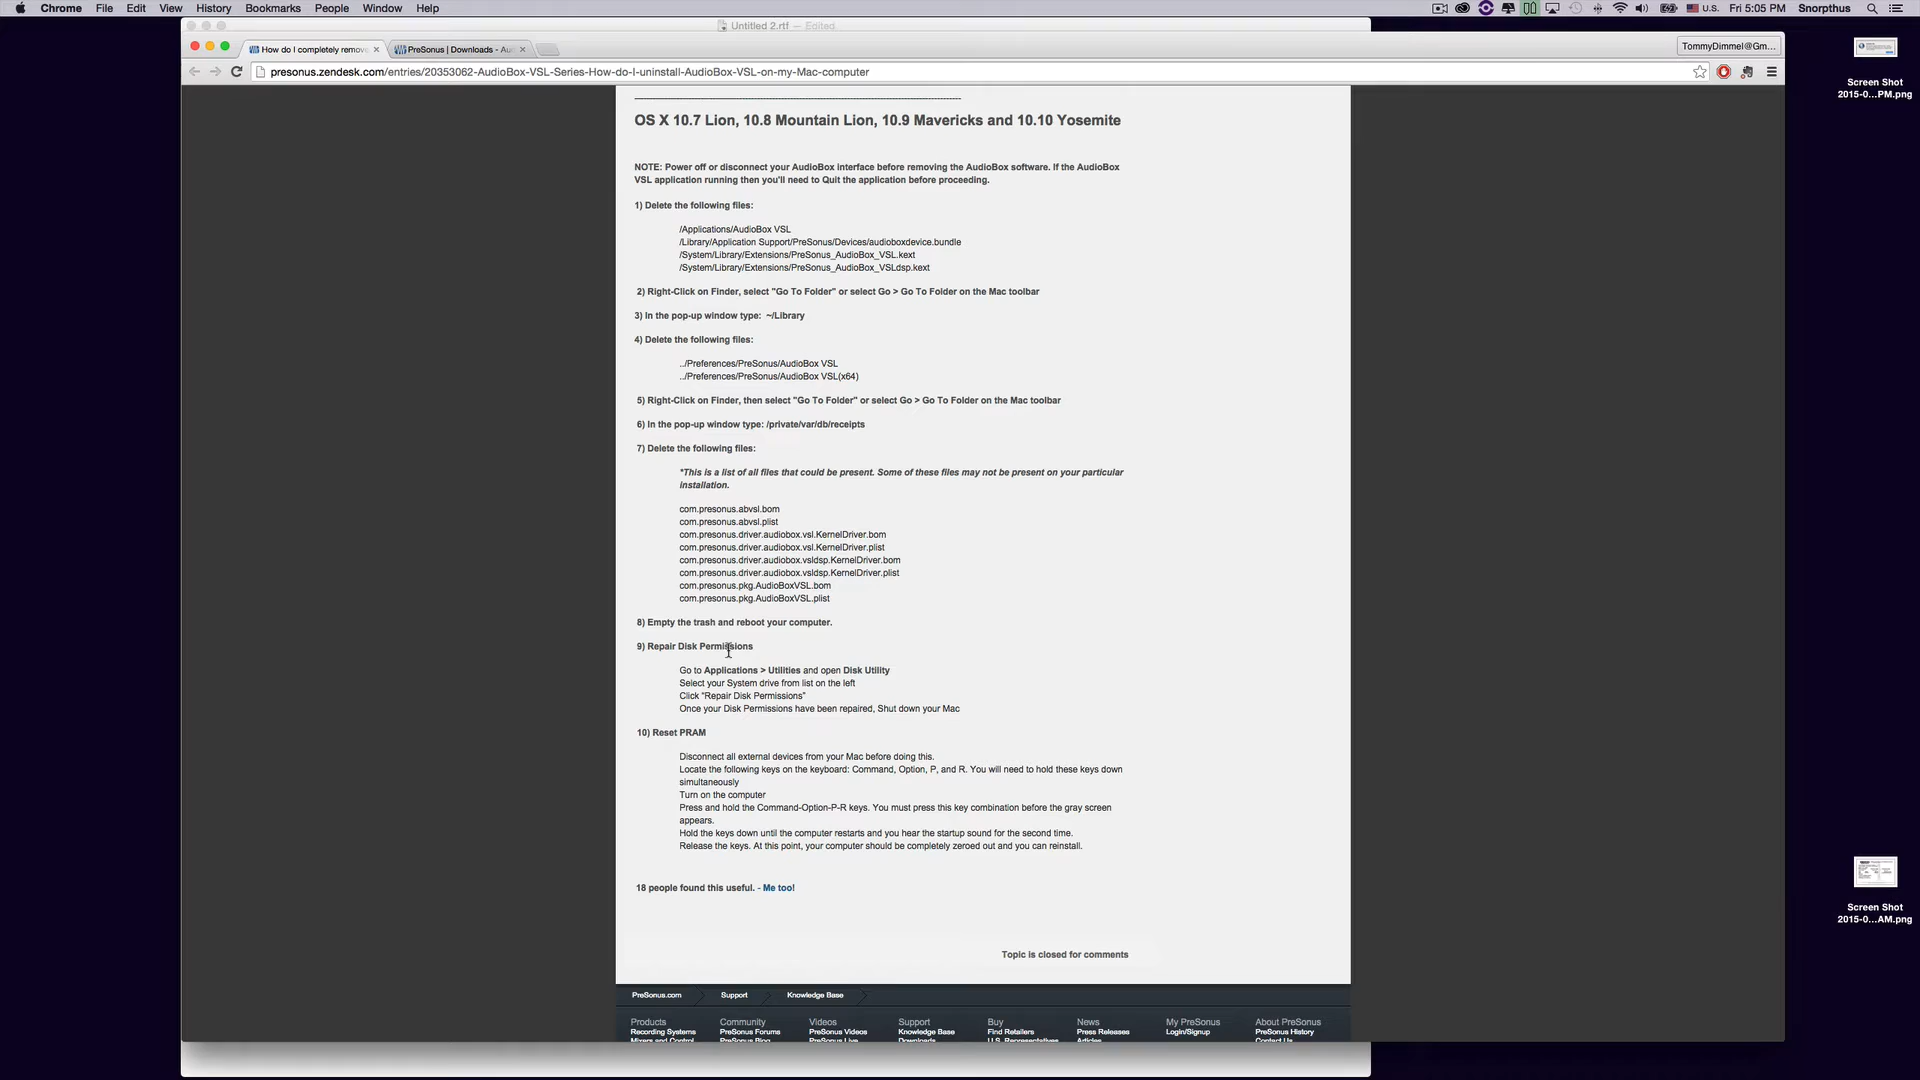 Chrome File Edit View History Bookmarks People Window Help
U.S. Fri 5:05 PM Snorpthus
Untitled 2.rtf — Edited
How do I completely remov
PreSonus | Downloads - Au
TommyDimmel@Gm...
presonus.zendesk.com/entries/20353062-AudioBox-VSL-Series-How-do-I-uninstall-AudioBox-VSL-on-my-Mac-computer
Screen Shot
2015-0...PM.png
OS X 10.7 Lion, 10.8 Mountain Lion, 10.9 Mavericks and 10.10 Yosemite
NOTE: Power off or disconnect your AudioBox interface before removing the AudioBox software. If the AudioBox
VSL application running then you'll need to Quit the application before proceeding.
1) Delete the following files:
/Applications/AudioBox VSL
/Library/Application Support/PreSonus/Devices/audioboxdevice.bundle
/System/Library/Extensions/PreSonus_AudioBox_VSL.kext
/System/Library/Extensions/PreSonus_AudioBox_VSLdsp.kext
2) Right-Click on Finder, select "Go To Folder" or select Go > Go To Folder on the Mac toolbar
3) In the pop-up window type: ~/Library
4) Delete the following files:
../Preferences/PreSonus/AudioBox VSL
../Preferences/PreSonus/AudioBox VSL(x64)
5) Right-Click on Finder, then select "Go To Folder" or select Go > Go To Folder on the Mac toolbar
6) In the pop-up window type: /private/var/db/receipts
7) Delete the following files:
*This is a list of all files that could be present. Some of these files may not be present on your particular
installation.
com.presonus.abvsl.bom
com.presonus.abvsl.plist
com.presonus.driver.audiobox.vsl.KernelDriver.bom
com.presonus.driver.audiobox.vsl.KernelDriver.plist
com.presonus.driver.audiobox.vsldsp.KernelDriver.bom
com.presonus.driver.audiobox.vsldsp.KernelDriver.plist
com.presonus.pkg.AudioBoxVSL.bom
com.presonus.pkg.AudioBoxVSL.plist
8) Empty the trash and reboot your computer.
9) Repair Disk Permissions
Go to Applications > Utilities and open Disk Utility
Select your System drive from list on the left
Click "Repair Disk Permissions"
Once your Disk Permissions have been repaired, Shut down your Mac
10) Reset PRAM
Disconnect all external devices from your Mac before doing this.
Locate the following keys on the keyboard: Command, Option, P, and R. You will need to hold these keys down
simultaneously
Turn on the computer
Press and hold the Command-Option-P-R keys. You must press this key combination before the gray screen
appears.
Hold the keys down until the computer restarts and you hear the startup sound for the second time.
Release the keys. At this point, your computer should be completely zeroed out and you can reinstall.
18 people found this useful. - Me too!
Screen Shot
2015-0...AM.png
Topic is closed for comments
PreSonus.com Support Knowledge Base
Products Community Videos Support Buy News My PreSonus About PreSonus
Recording Systems PreSonus Forums PreSonus Videos Knowledge Base Find Retailers Press Releases Login/Signup PreSonus History
Mixers and Control PreSonus Blog PreSonus Live Downloads U.S. Representatives Articles Contact Us